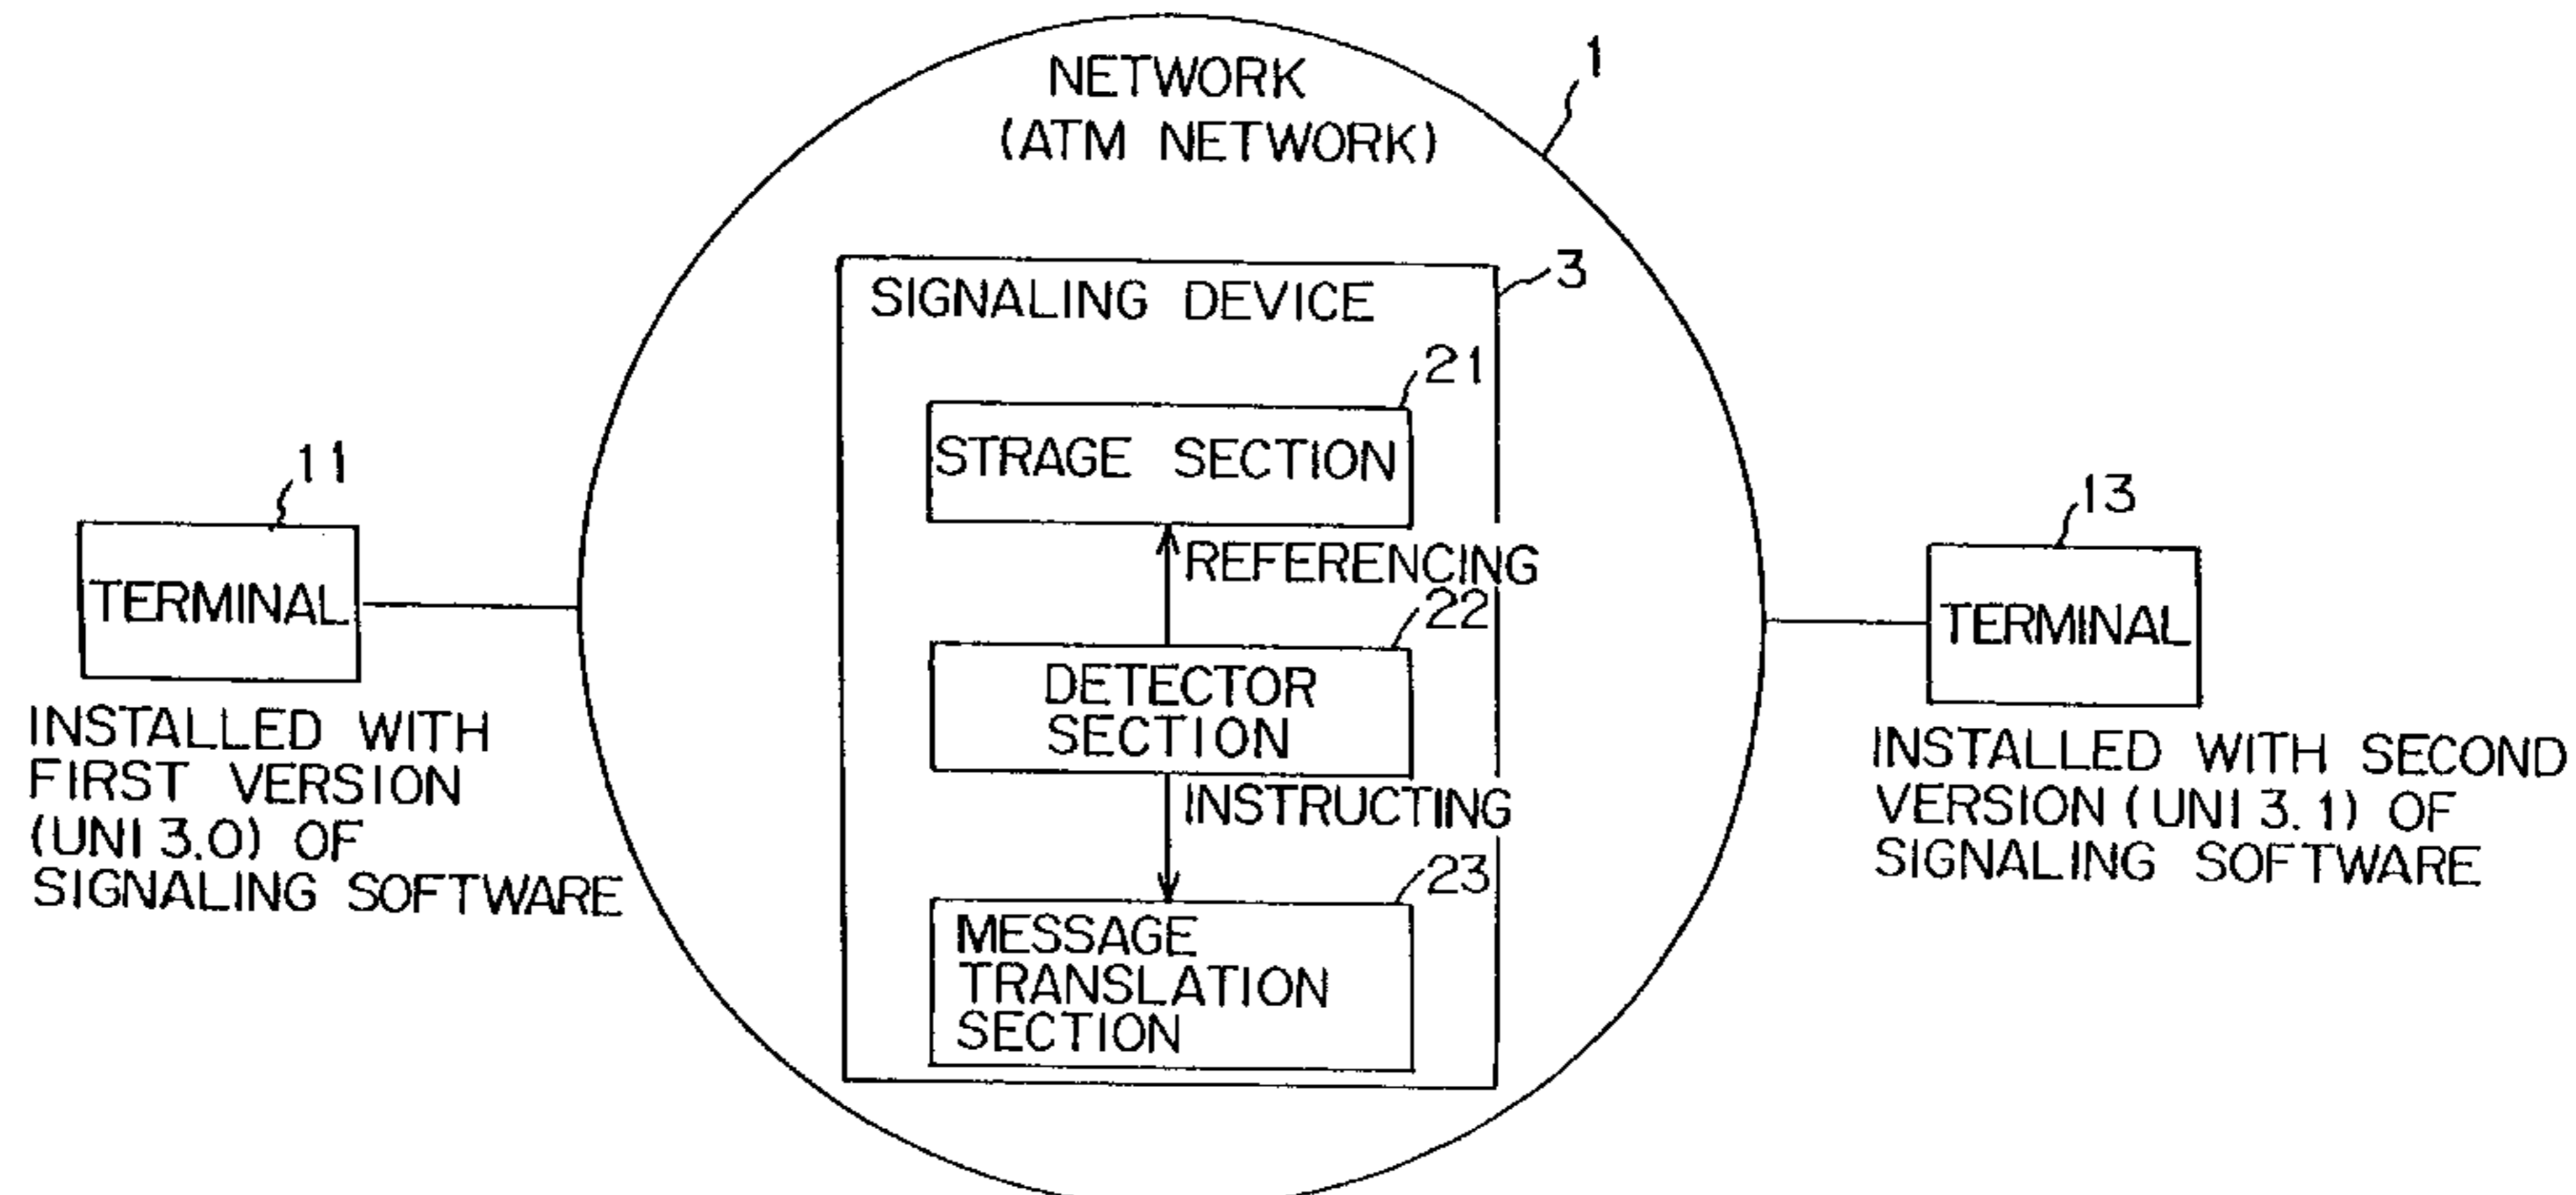 NETWORK
(ATM NETWORK)
1
SIGNALING DEVICE
3
21
STRAGE SECTION
REFERENCING
22
DETECTOR
SECTION
INSTRUCTING
23
MESSAGE
TRANSLATION
SECTION
11
TERMINAL
INSTALLED WITH
FIRST VERSION
(UNI 3.0) OF
SIGNALING SOFTWARE
13
TERMINAL
INSTALLED WITH SECOND
VERSION (UNI 3.1) OF
SIGNALING SOFTWARE